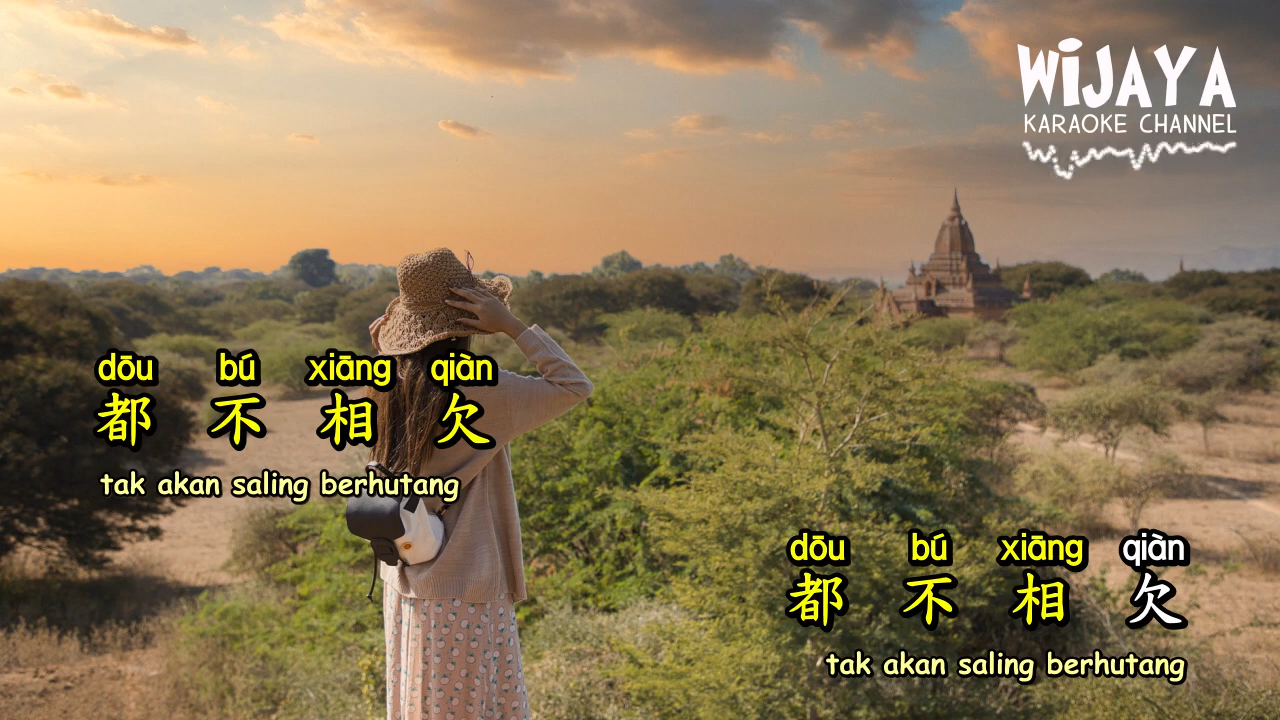 WiJAYA
KARAOKE CHANNEL
dōu bú xiāng qiàn
都 不 相 欠
tak akan saling berhutang
dōu bú xiāng qiàn
都 不 相 欠
tak akan saling berhutang